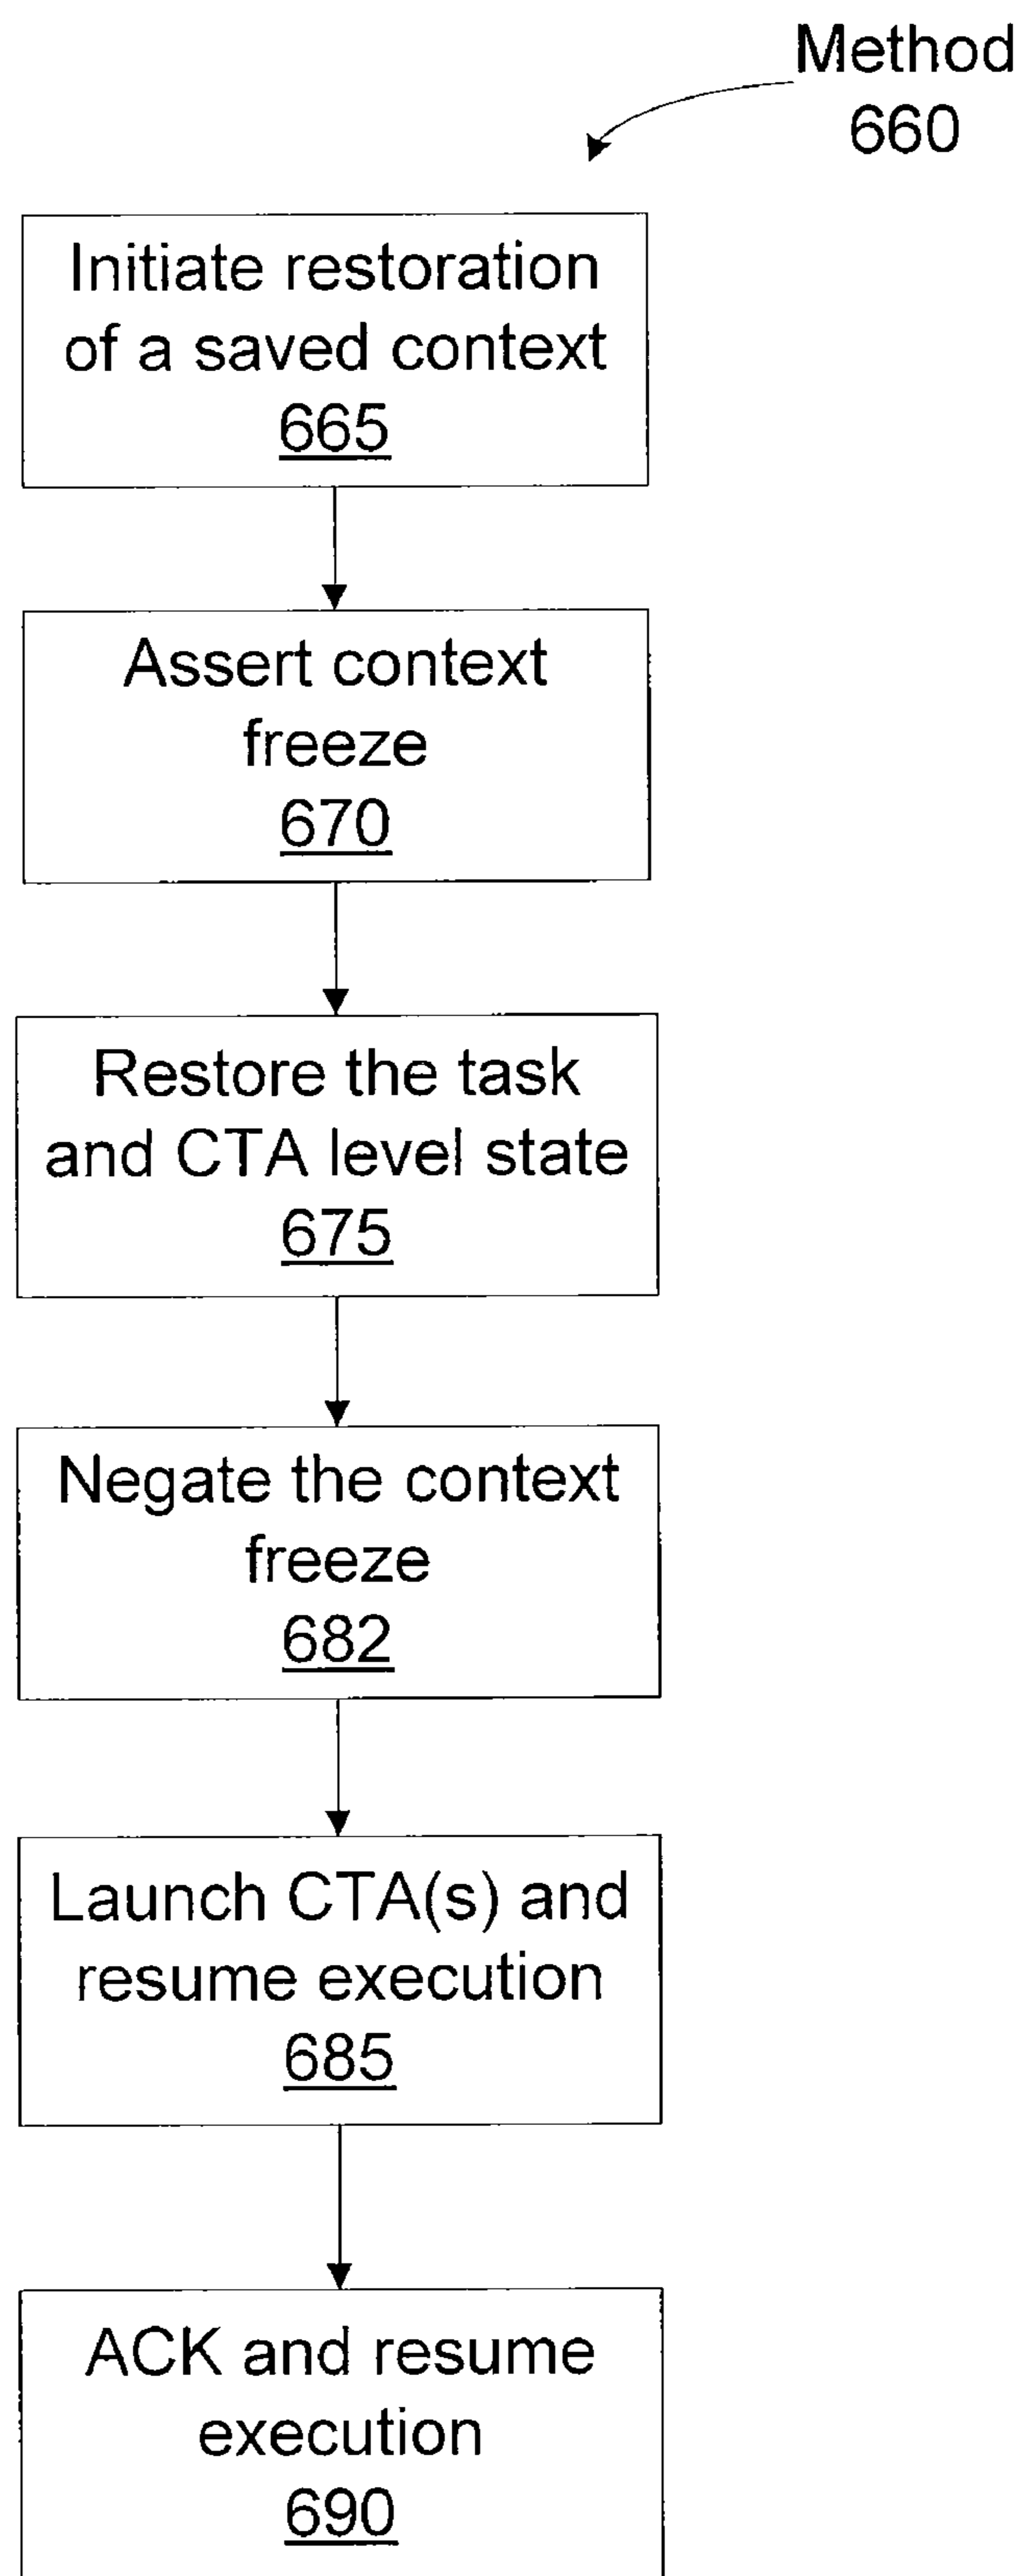 Method
660
Initiate restoration
of a saved context
665
Assert context
freeze
670
Restore the task
and CTA level state
675
Negate the context
freeze
682
Launch CTA(s) and
resume execution
685
ACK and resume
execution
690